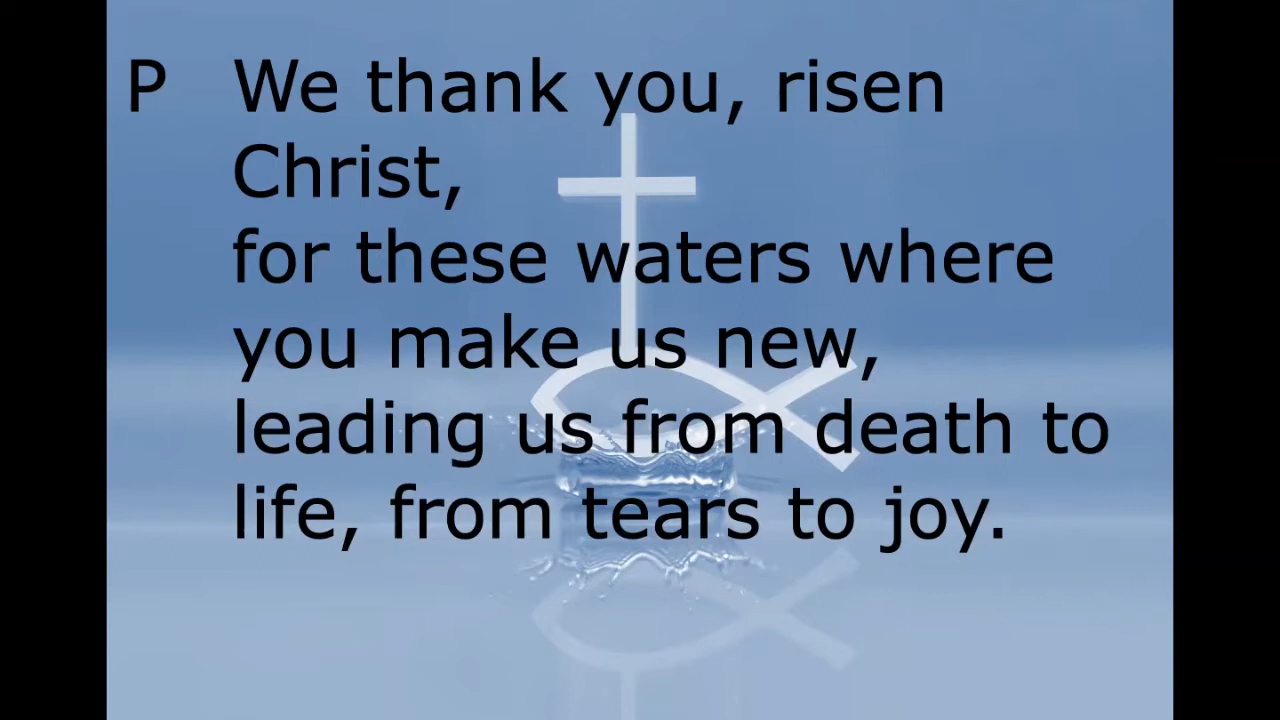 P We thank you, risen
Christ,
for these waters where
you make us new,
leading us from death to
life, from tears to joy.